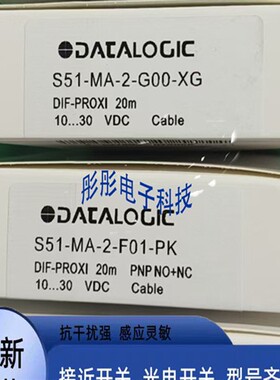 DATALOGIC
S51-MA-2-G00-XG
DIF-PROXI 20m
10...30 VDC Cable
彤彤电子科技
DATALOGIC
S51-MA-2-F01-PK
DIF-PROXI 20m PNP NO+NC
10...30 VDC Cable
新
抗干扰强 感应灵敏
接近开关 光电开关 型号齐